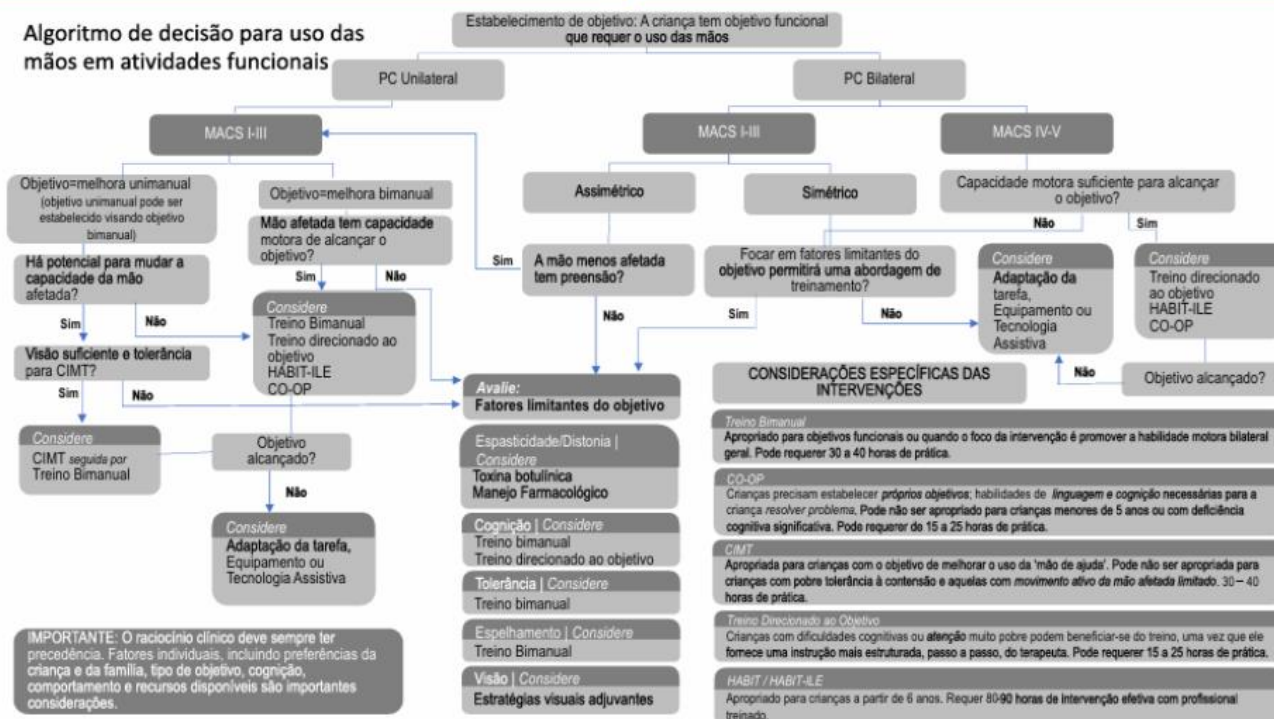 Algoritmo de decisão para uso das
mãos em atividades funcionais
Estabelecimento de objetivo: A criança tem objetivo funcional
que requer o uso das mãos
PC Unilateral
PC Bilateral
MACS I-III
MACS I-III
MACS IV-V
Objetivo=melhora unimanual
(objetivo unimanual pode ser
estabelecido visando objetivo
bimanual)
Objetivo=melhora bimanual
Assimétrico
Simétrico
Capacidade motora suficiente para alcançar
o objetivo?
Não
Sim
Há potencial para mudar a
capacidade da mão
afetada?
Mão afetada tem capacidade
motora de alcançar o
objetivo?
Sim
Não
Sim
A mão menos afetada
tem preensão?
Focar em fatores limitantes do
objetivo permitirá uma abordagem de
treinamento?
Considere
Adaptação da
tarefa,
Equipamento ou
Tecnologia
Assistiva
Considere
Treino direcionado
ao objetivo
HABIT-ILE
CO-OP
Sim
Não
Considere
Treino Bimanual
Treino direcionado ao
objetivo
HABIT-ILE
CO-OP
Não
Sim
Não
Visão suficiente e tolerância
para CIMT?
Sim
Não
Avalie:
Fatores limitantes do objetivo
Não
Objetivo alcançado?
Considere
CIMT seguida por
Treino Bimanual
Objetivo
alcançado?
Não
Considere
Adaptação da tarefa,
Equipamento ou
Tecnologia Assistiva
Espasticidade/Distonia |
Considere
Toxina botulínica
Manejo Farmacológico
Cognição | Considere
Treino bimanual
Treino direcionado ao objetivo
Tolerância | Considere
Treino bimanual
Espelhamento | Considere
Treino Bimanual
Visão | Considere
Estratégias visuais adjuvantes
CONSIDERAÇÕES ESPECÍFICAS DAS
INTERVENÇÕES
Treino Bimanual
Apropriado para objetivos funcionais ou quando o foco da intervenção é promover a habilidade motora bilateral
geral. Pode requerer 30 a 40 horas de prática.
CO-OP
Crianças precisam estabelecer próprios objetivos; habilidades de linguagem e cognição necessárias para a
criança resolver problema. Pode não ser apropriado para crianças menores de 5 anos ou com deficiência
cognitiva significativa. Pode requerer de 15 a 25 horas de prática.
CIMT
Apropriada para crianças com o objetivo de melhorar o uso da 'mão de ajuda'. Pode não ser apropriada para
crianças com pobre tolerância à contensão e aquelas com movimento ativo da mão afetada limitado. 30 – 40
horas de prática.
Treino Direcionado ao Objetivo
Crianças com dificuldades cognitivas ou atenção muito pobre podem beneficiar-se do treino, uma vez que ele
fornece uma instrução mais estruturada, passo a passo, do terapeuta. Pode requerer 15 a 25 horas de prática.
HABIT / HABIT-ILE
Apropriado para crianças a partir de 6 anos. Requer 80-90 horas de intervenção efetiva com profissional
treinado
IMPORTANTE: O raciocínio clínico deve sempre ter
precedência. Fatores individuais, incluindo preferências da
criança e da família, tipo de objetivo, cognição,
comportamento e recursos disponíveis são importantes
considerações.